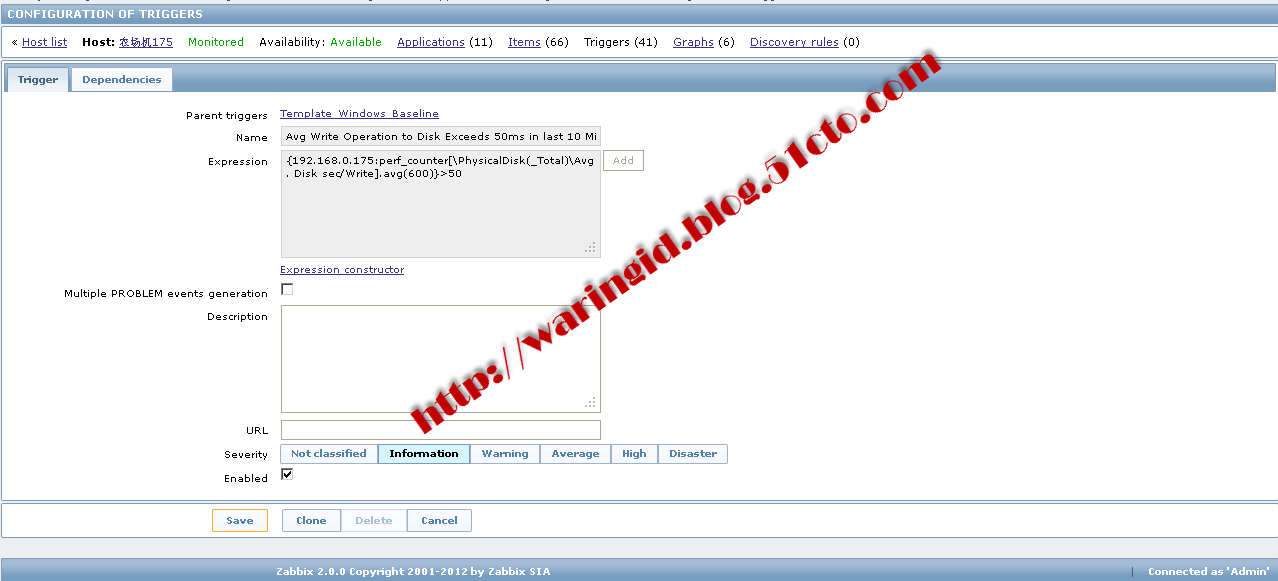 CONFIGURATION OF TRIGGERS
« Host list Host: 农场机175 Monitored Availability: Available Applications (11) Items (66) Triggers (41) Graphs (6) Discovery rules (0)
Trigger Dependencies
Parent triggers Template_Windows_Baseline
Name Avg Write Operation to Disk Exceeds 50ms in last 10 Mi
Expression {192.168.0.175:perf_counter[\PhysicalDisk(_Total)\Avg Add
. Disk sec/Write].avg(600)}>50
Expression constructor
Multiple PROBLEM events generation
Description
URL
Severity Not classified Information Warning Average High Disaster
Enabled
Save Clone Delete Cancel
Zabbix 2.0.0 Copyright 2001-2012 by Zabbix SIA | Connected as 'Admin'
http://waringid.blog.51cto.com